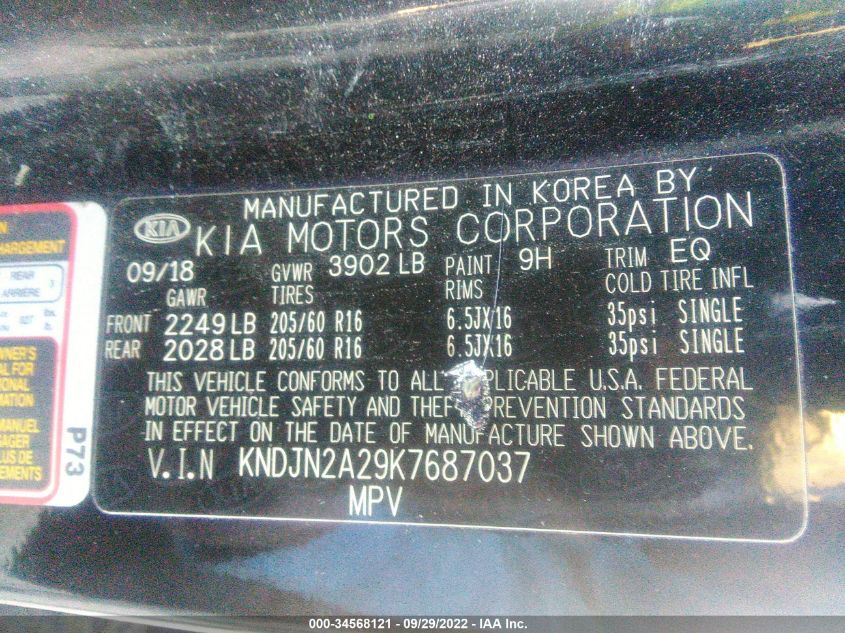 MANUFACTURED IN KOREA BY
KIA KIA MOTORS CORPORATION
09/18 GVWR 3902 LB PAINT 9H TRIM EQ
GAWR TIRES RIMS COLD TIRE INFL
FRONT 2249 LB 205/60 R16 6.5JX16 35psi SINGLE
REAR 2028 LB 205/60 R16 6.5JX16 35psi SINGLE
THIS VEHICLE CONFORMS TO ALL U.S.A. FEDERAL
MOTOR VEHICLE SAFETY AND PREVENTION STANDARDS
IN EFFECT ON THE DATE OF MANUFACTURE SHOWN ABOVE.
V.I.N KNDJN2A29K7687037
MPV
REAR
ARRIÈRE
P73
000-34568121 - 09/29/2022 - IAA Inc.